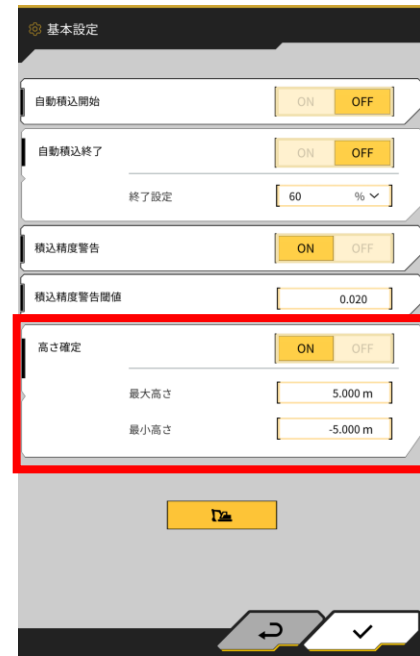 基本設定
自動積込開始 ON OFF
自動積込終了 ON OFF
終了設定 60 %
積込精度警告 ON OFF
積込精度警告閾値 0.020
高さ確定 ON OFF
最大高さ 5.000 m
最小高さ -5.000 m